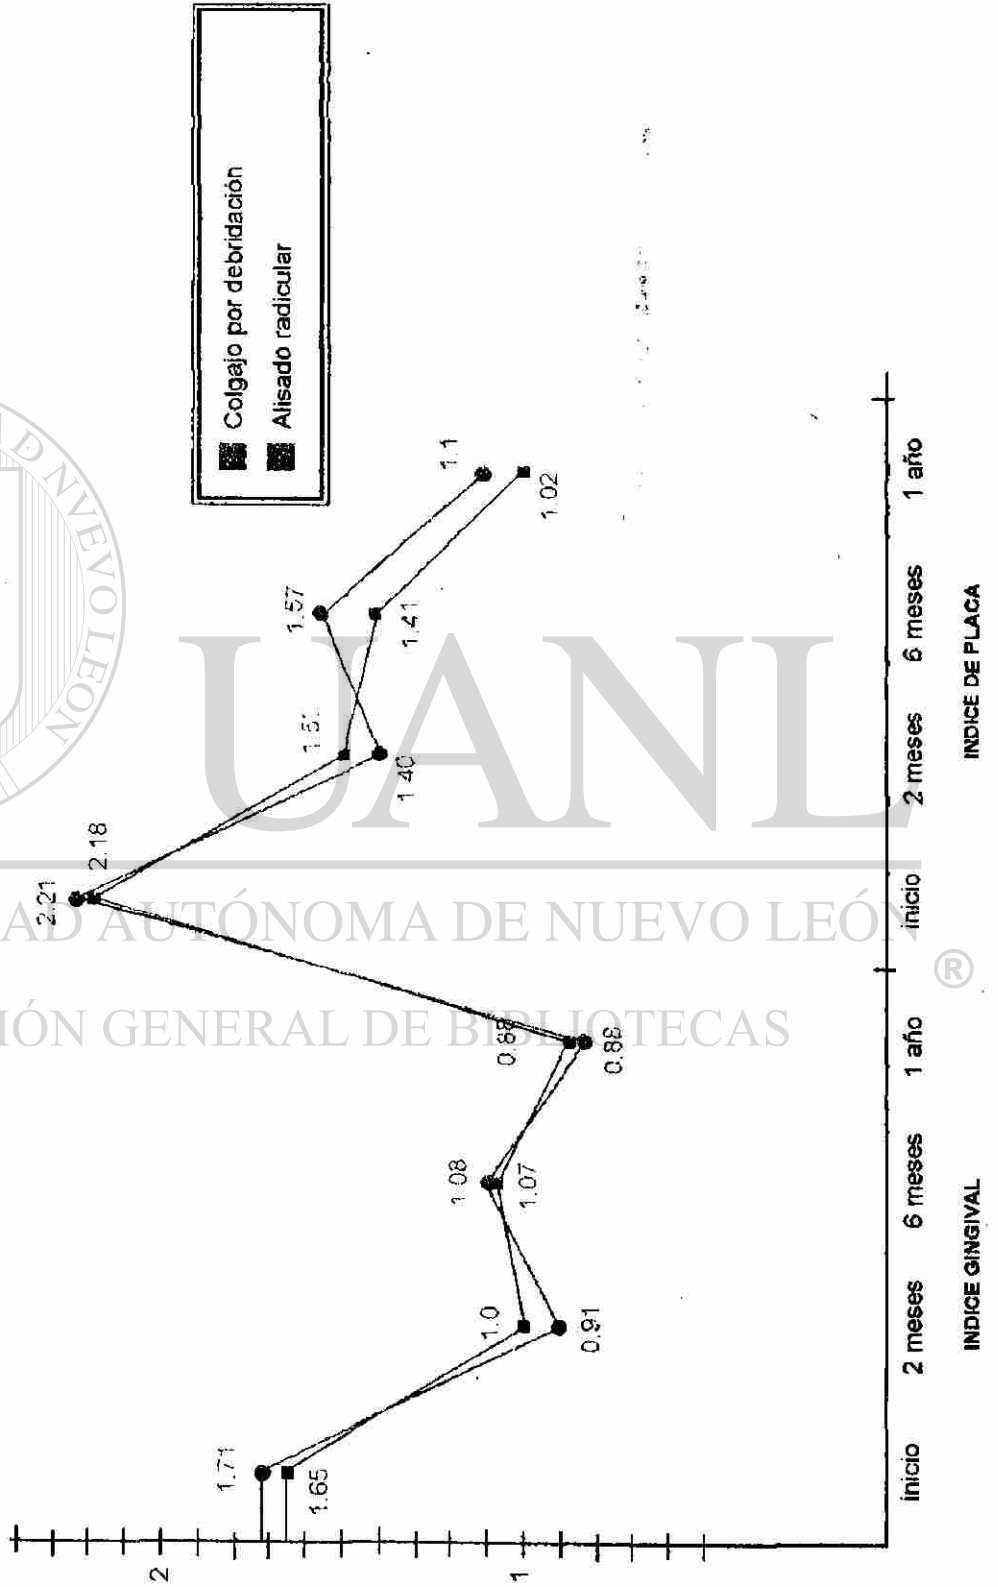 Colgajo por debridación
Alisado radicular
2
1
1.71
1.65
1.0
0.91
1.08
1.07
0.88
2.21
2.18
1.40
1.57
1.41
1.1
1.02
inicio
2 meses
6 meses
1 año
inicio
2 meses
6 meses
1 año
INDICE GINGIVAL
INDICE DE PLACA
AD NUEVO LEÓN
UANL
AD AUTÓNOMA DE NUEVO LEÓN
®
IÓN GENERAL DE BIBLIOTECAS